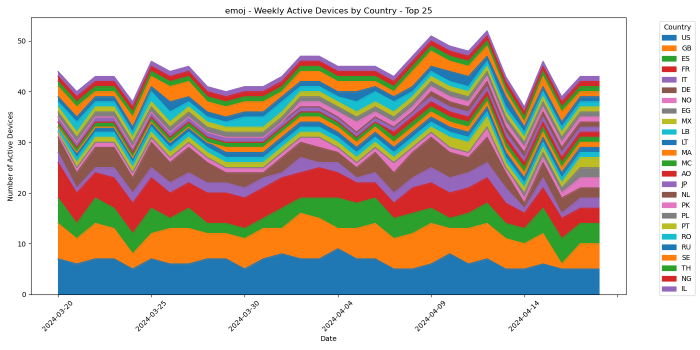 emoj - Weekly Active Devices by Country - Top 25
Number of Active Devices
50
40
30
20
10
0
2024-03-20
2024-03-25
2024-03-30
2024-04-04
2024-04-09
2024-04-14
Date
Country
US
GB
ES
FR
IT
DE
NO
EG
MX
LB
LT
MA
MC
AO
JP
NL
PK
PL
PT
RO
RU
SE
TH
NG
IL